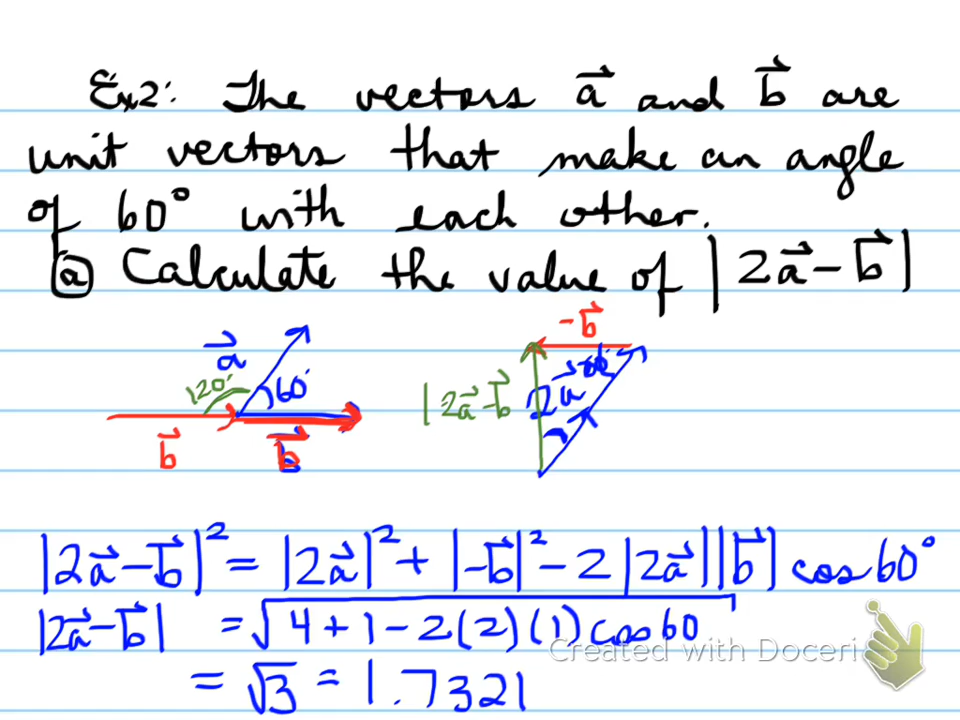 Ex2: The vectors a⃗ and b⃗ are
unit vectors that make an angle
of 60° with each other.
(a) Calculate the value of |2a⃗ − b⃗|
a⃗
120°
60°
b⃗
b⃗
−b⃗
60°
2a⃗
|2a⃗ − b⃗
|2a⃗ − b⃗|² = |2a⃗|² + |−b⃗|² − 2|2a⃗||b⃗| cos 60°
|2a⃗ − b⃗| = √4 + 1 − 2(2)(1) cos 60
= √3 = 1.7321
Created with Doceri